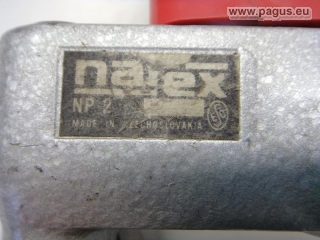 www.pagus.eu
narex
NP 2
MADE IN CZECHOSLOVAKIA